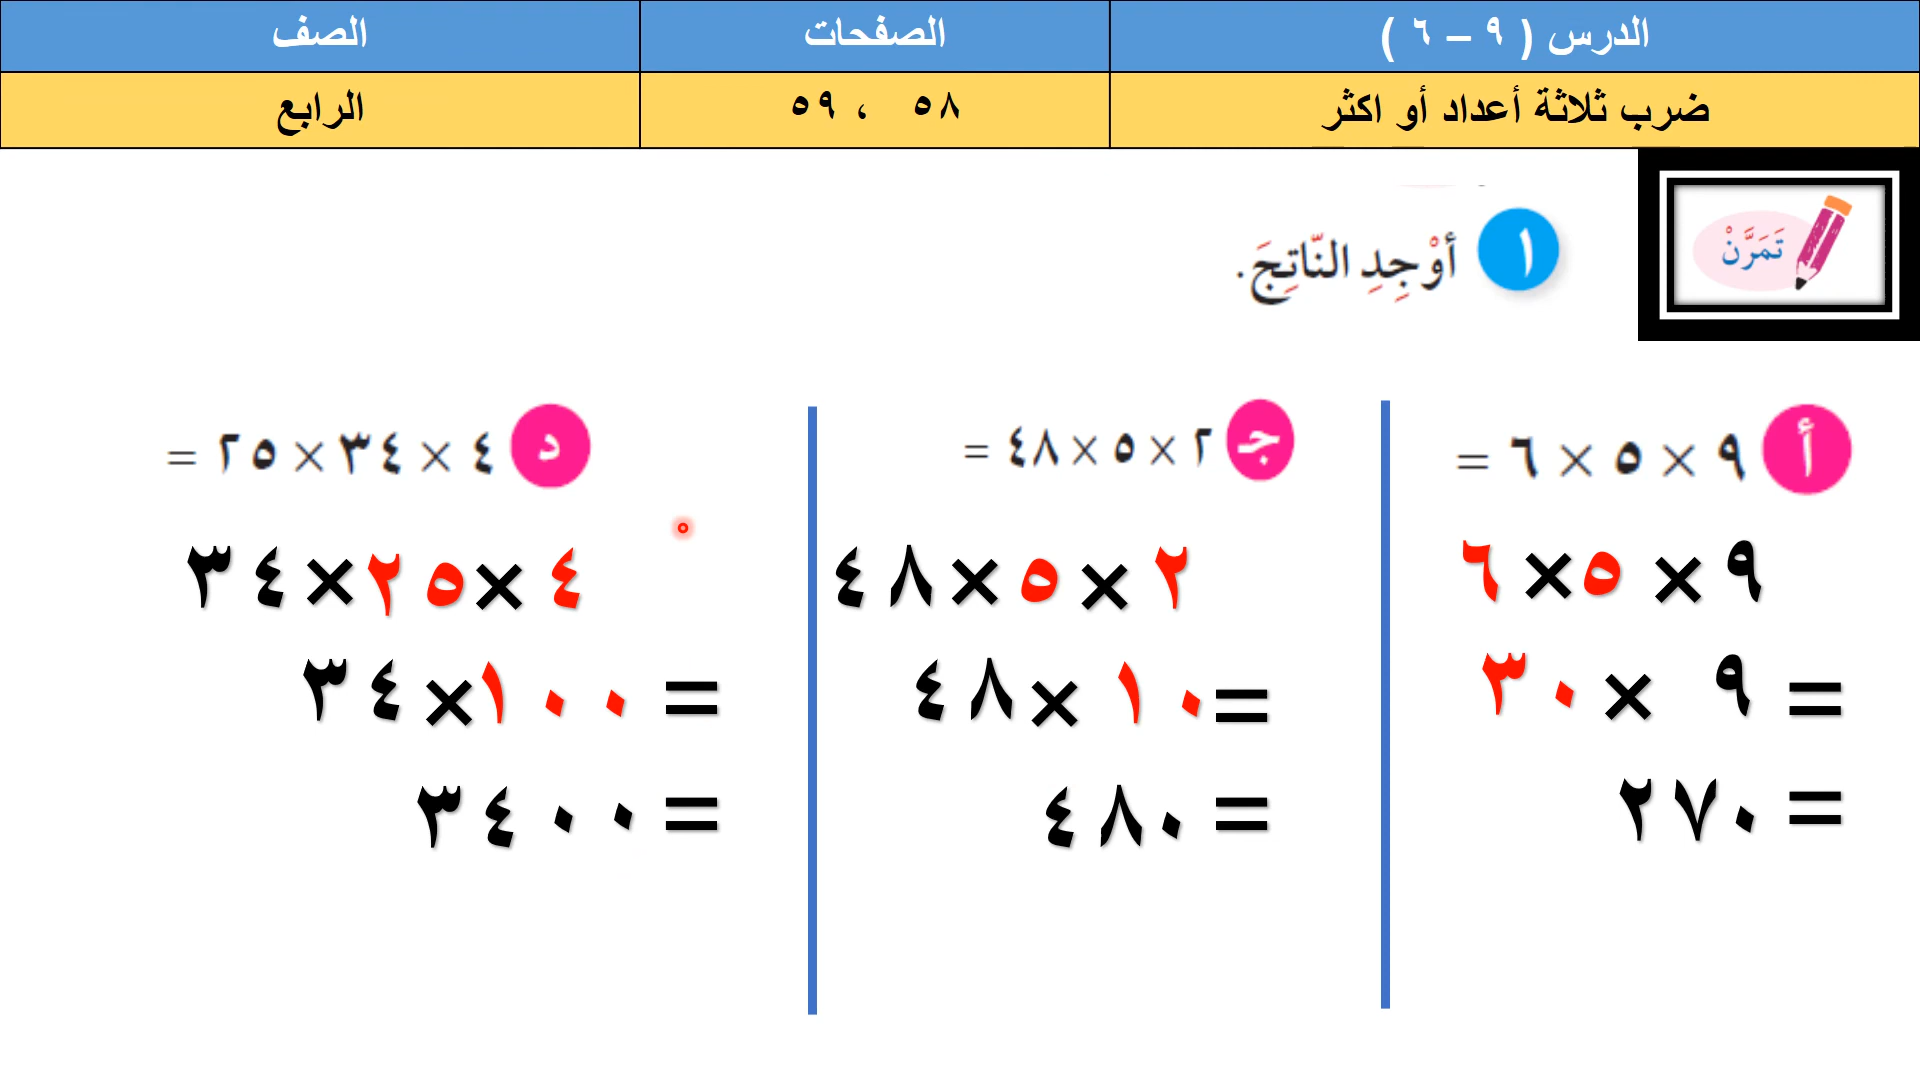 الدرس ( ٩ – ٦ )
الصفحات
الصف
ضرب ثلاثة أعداد أو اكثر
٥٨ ، ٥٩
الرابع
تَمَرَّنْ
١ أوْجِدِ النّاتِجَ.
أ ٩ × ٥ × ٦ =
٩ × ٥ × ٦
= ٩ × ٣٠
= ٢٧٠
جـ ٢ × ٥ × ٤٨ =
٢ × ٥ × ٤٨
= ١٠ × ٤٨
= ٤٨٠
د ٤ × ٣٤ × ٢٥ =
٤ × ٢٥ × ٣٤
= ١٠٠ × ٣٤
= ٣٤٠٠